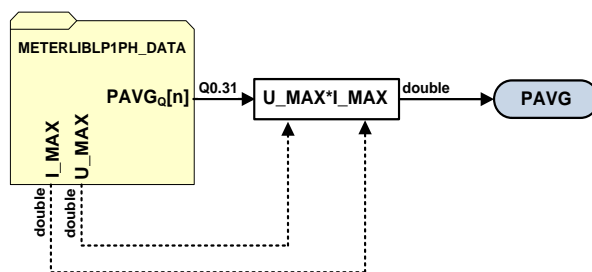 METERLIBLP1PH_DATA
PAVGQ[n]
Q0.31
U_MAX*I_MAX
double
PAVG
I_MAX
U_MAX
double
double